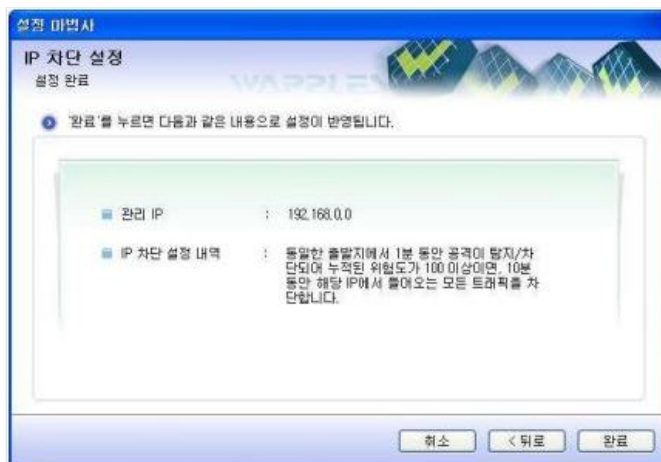 설정 마법사
IP 차단 설정
설정 완료
WAPPLES
'완료'를 누르면 다음과 같은 내용으로 설정이 반영됩니다.
관리 IP : 192.168.0.0
IP 차단 설정 내역 : 동일한 출발지에서 1분 동안 공격이 탐지/차
단되어 누적된 위험도가 100 이상이면, 10분
동안 해당 IP에서 들어오는 모든 트래픽을 차
단합니다.
취소 < 뒤로 완료